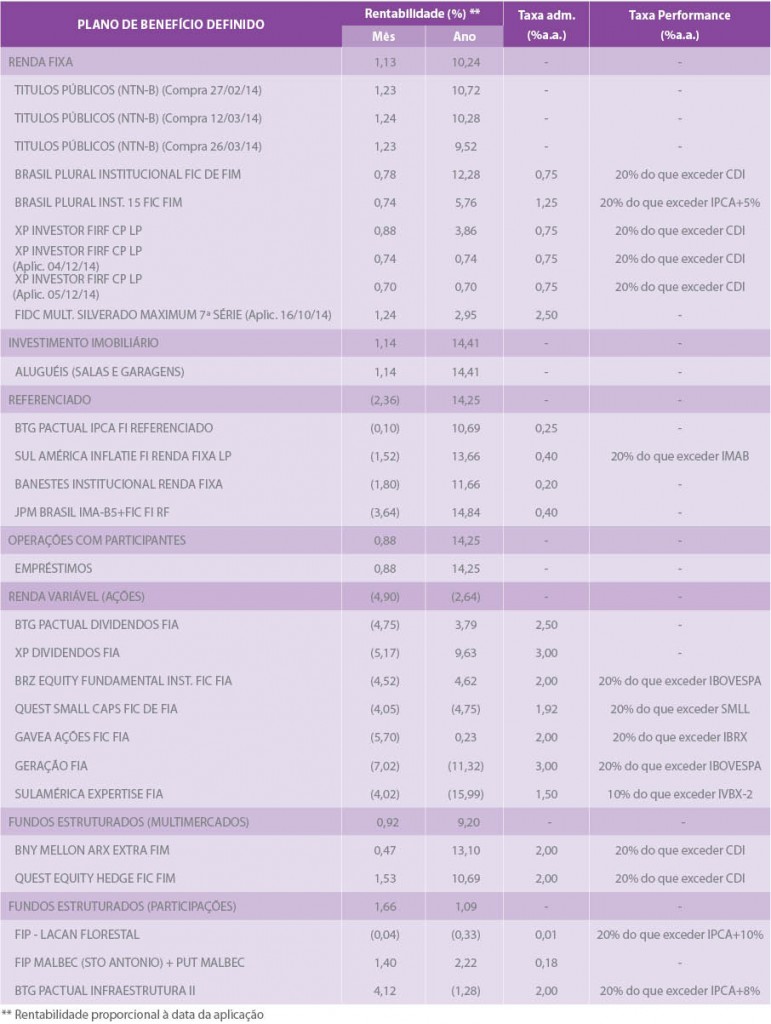 PLANO DE BENEFÍCIO DEFINIDO Rentabilidade (%) ** Taxa adm. (%a.a.) Taxa Performance (%a.a.)
Mês Ano
RENDA FIXA 1,13 10,24 - -
TITULOS PÚBLICOS (NTN-B) (Compra 27/02/14) 1,23 10,72 - -
TITULOS PÚBLICOS (NTN-B) (Compra 12/03/14) 1,24 10,28 - -
TITULOS PÚBLICOS (NTN-B) (Compra 26/03/14) 1,23 9,52 - -
BRASIL PLURAL INSTITUCIONAL FIC DE FIM 0,78 12,28 0,75 20% do que exceder CDI
BRASIL PLURAL INST. 15 FIC FIM 0,74 5,76 1,25 20% do que exceder IPCA+5%
XP INVESTOR FIRF CP LP 0,88 3,86 0,75 20% do que exceder CDI
XP INVESTOR FIRF CP LP
(Aplic. 04/12/14) 0,74 0,74 0,75 20% do que exceder CDI
XP INVESTOR FIRF CP LP
(Aplic. 05/12/14) 0,70 0,70 0,75 20% do que exceder CDI
FIDC MULT. SILVERADO MAXIMUM 7ª SÉRIE (Aplic. 16/10/14) 1,24 2,95 2,50 -
INVESTIMENTO IMOBILIÁRIO 1,14 14,41 - -
ALUGUÉIS (SALAS E GARAGENS) 1,14 14,41 - -
REFERENCIADO (2,36) 14,25 - -
BTG PACTUAL IPCA FI REFERENCIADO (0,10) 10,69 0,25 -
SUL AMÉRICA INFLATIE FI RENDA FIXA LP (1,52) 13,66 0,40 20% do que exceder IMAB
BANESTES INSTITUCIONAL RENDA FIXA (1,80) 11,66 0,20 -
JPM BRASIL IMA-B5+FIC FI RF (3,64) 14,84 0,40 -
OPERAÇÕES COM PARTICIPANTES 0,88 14,25 - -
EMPRÉSTIMOS 0,88 14,25 - -
RENDA VARIÁVEL (AÇÕES) (4,90) (2,64) - -
BTG PACTUAL DIVIDENDOS FIA (4,75) 3,79 2,50 -
XP DIVIDENDOS FIA (5,17) 9,63 3,00 -
BRZ EQUITY FUNDAMENTAL INST. FIC FIA (4,52) 4,62 2,00 20% do que exceder IBOVESPA
QUEST SMALL CAPS FIC DE FIA (4,05) (4,75) 1,92 20% do que exceder SMLL
GAVEA AÇÕES FIC FIA (5,70) 0,23 2,00 20% do que exceder IBRX
GERAÇÃO FIA (7,02) (11,32) 3,00 20% do que exceder IBOVESPA
SULAMÉRICA EXPERTISE FIA (4,02) (15,99) 1,50 10% do que exceder IVBX-2
FUNDOS ESTRUTURADOS (MULTIMERCADOS) 0,92 9,20 - -
BNY MELLON ARX EXTRA FIM 0,47 13,10 2,00 20% do que exceder CDI
QUEST EQUITY HEDGE FIC FIM 1,53 10,69 2,00 20% do que exceder CDI
FUNDOS ESTRUTURADOS (PARTICIPAÇÕES) 1,66 1,09 - -
FIP - LACAN FLORESTAL (0,04) (0,33) 0,01 20% do que exceder IPCA+10%
FIP MALBEC (STO ANTONIO) + PUT MALBEC 1,40 2,22 0,18 -
BTG PACTUAL INFRAESTRUTURA II 4,12 (1,28) 2,00 20% do que exceder IPCA+8%
** Rentabilidade proporcional à data da aplicação